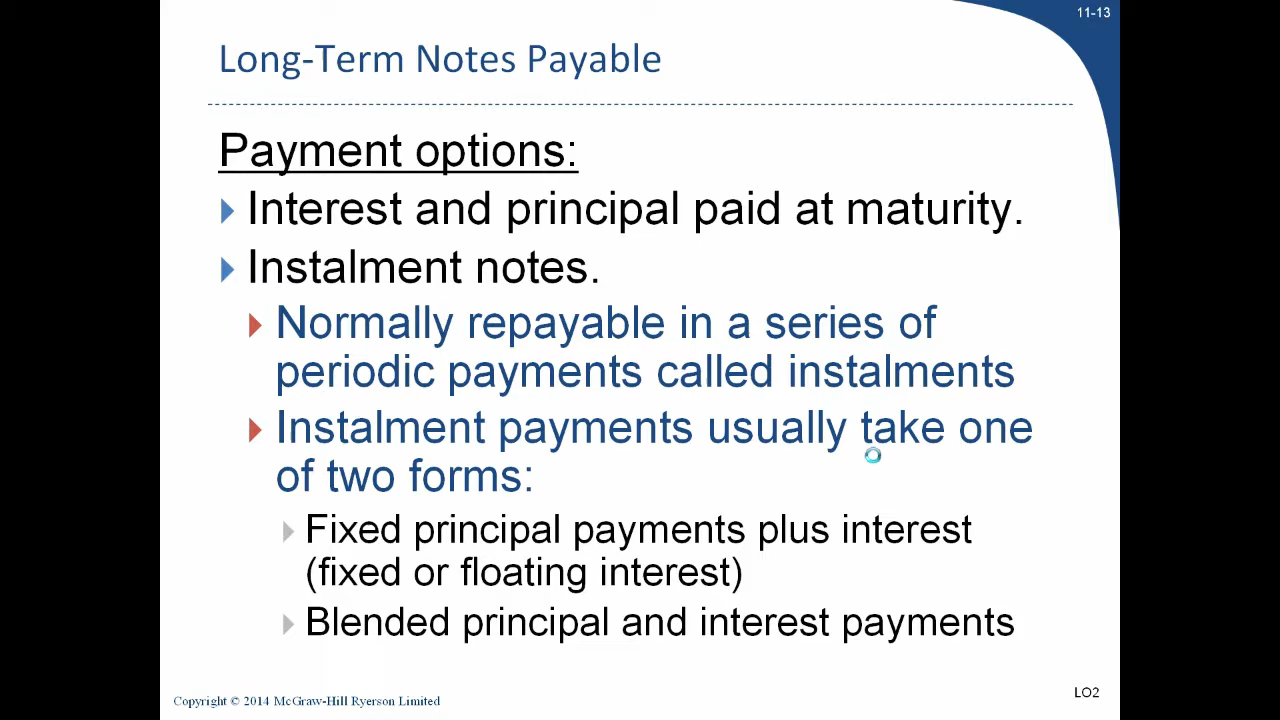 11-13
Long-Term Notes Payable
Payment options:
Interest and principal paid at maturity.
Instalment notes.
Normally repayable in a series of
periodic payments called instalments
Instalment payments usually take one
of two forms:
Fixed principal payments plus interest
(fixed or floating interest)
Blended principal and interest payments
Copyright © 2014 McGraw-Hill Ryerson Limited
LO2